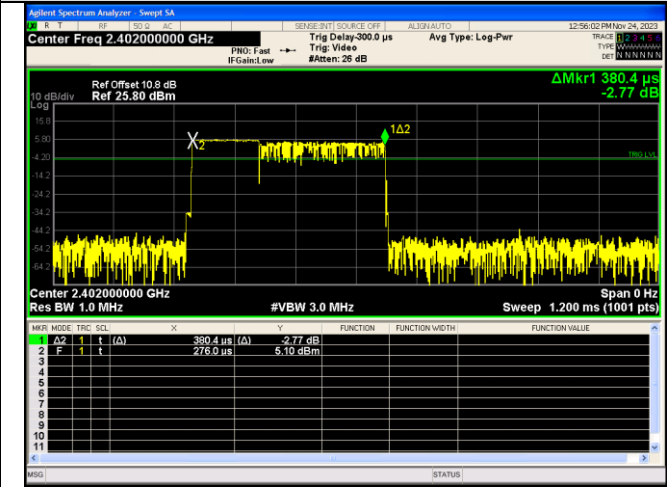 Agilent Spectrum Analyzer - Swept SA
LXI R T RF 50 Ω AC SENSE:INT SOURCE OFF ALIGNAUTO 12:56:02 PM Nov 24, 2023
Center Freq 2.402000000 GHz
PNO: Fast
IFGain:Low
Trig Delay-300.0 µs
Trig: Video
#Atten: 26 dB
Avg Type: Log-Pwr
TRACE 1 2 3 4 5 6
TYPE WWWWWW
DET N N N N N N
ΔMkr1 380.4 µs
-2.77 dB
Ref Offset 10.8 dB
10 dB/div Ref 25.80 dBm
Log
15.8
5.80
-4.20
-14.2
-24.2
-34.2
-44.2
-54.2
-64.2
X2
1Δ2
TRIG LVL
Center 2.402000000 GHz Span 0 Hz
Res BW 1.0 MHz #VBW 3.0 MHz Sweep 1.200 ms (1001 pts)
MKR MODE TRC SCL X Y FUNCTION FUNCTION WIDTH FUNCTION VALUE
1 Δ2 1 t (Δ) 380.4 µs (Δ) -2.77 dB
2 F 1 t 276.0 µs 5.10 dBm
3
4
5
6
7
8
9
10
11
MSG STATUS